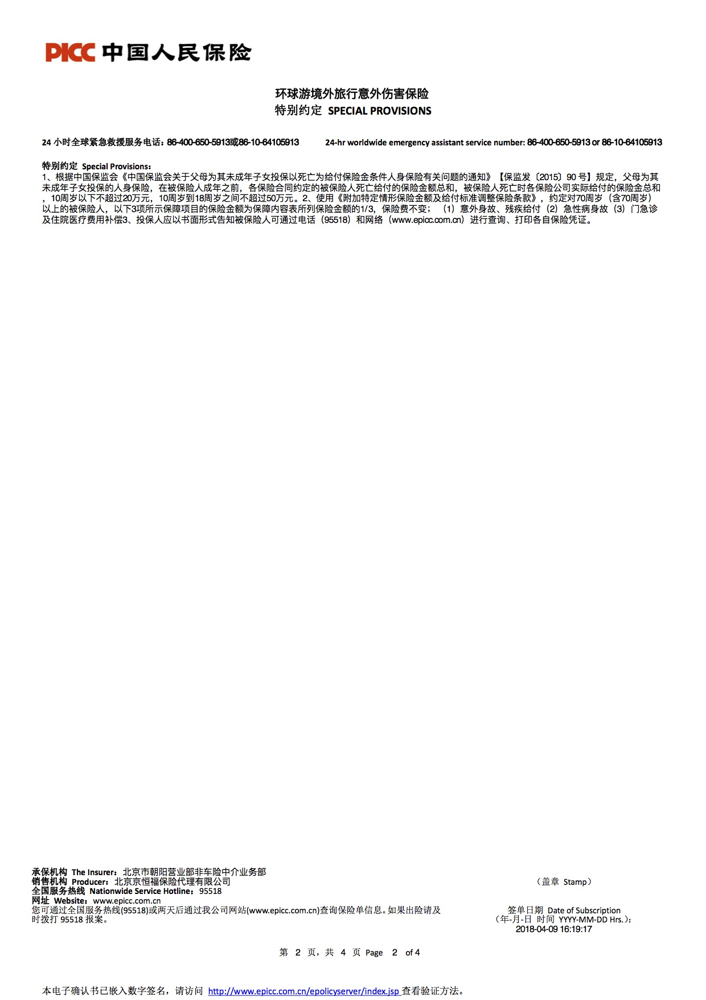 PICC 中国人民保险
环球游境外旅行意外伤害保险
特别约定 SPECIAL PROVISIONS
24 小时全球紧急救援服务电话：86-400-650-5913或86-10-64105913 24-hr worldwide emergency assistant service number: 86-400-650-5913 or 86-10-64105913
特别约定 Special Provisions：
1、根据中国保监会《中国保监会关于父母为其未成年子女投保以死亡为给付保险金条件人身保险有关问题的通知》【保监发〔2015〕90 号】规定，父母为其
未成年子女投保的人身保险，在被保险人成年之前，各保险合同约定的被保险人死亡给付的保险金额总和，被保险人死亡时各保险公司实际给付的保险金总和
，10周岁以下不超过20万元，10周岁到18周岁之间不超过50万元。2、使用《附加特定情形保险金额及给付标准调整保险条款》，约定对70周岁（含70周岁）
以上的被保险人，以下3项所示保障项目的保险金额为保障内容表所列保险金额的1/3，保险费不变；（1）意外身故、残疾给付（2）急性病身故（3）门急诊
及住院医疗费用补偿3、投保人应以书面形式告知被保险人可通过电话（95518）和网络（www.epicc.com.cn）进行查询、打印各自保险凭证。
承保机构 The Insurer：北京市朝阳营业部非车险中介业务部
销售机构 Producer：北京京恒福保险代理有限公司
（盖章 Stamp）
全国服务热线 Nationwide Service Hotline：95518
网址 Website：www.epicc.com.cn
您可通过全国服务热线(95518)或两天后通过我公司网站(www.epicc.com.cn)查询保险单信息。如果出险请及
时拨打 95518 报案。
签单日期 Date of Subscription
（年-月-日 时间 YYYY-MM-DD Hrs.）：
2018-04-09 16:19:17
第 2 页，共 4 页 Page 2 of 4
本电子确认书已嵌入数字签名，请访问 http://www.epicc.com.cn/epolicyserver/index.jsp 查看验证方法。